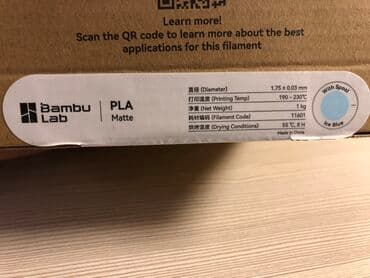 Learn more!
Scan the QR code to learn more about the best
applications for this filament
Bambu
Lab
PLA
Matte
直径 (Diameter) 1.75 ± 0.03 mm
打印温度 (Printing Temp) 190 - 230°C
净重 (Net Weight) 1 kg
耗材编码 (Filament Code) 11601
烘烤温度 (Drying Conditions) 55 °C, 8 H
Made in China
With Spool
Ice Blue